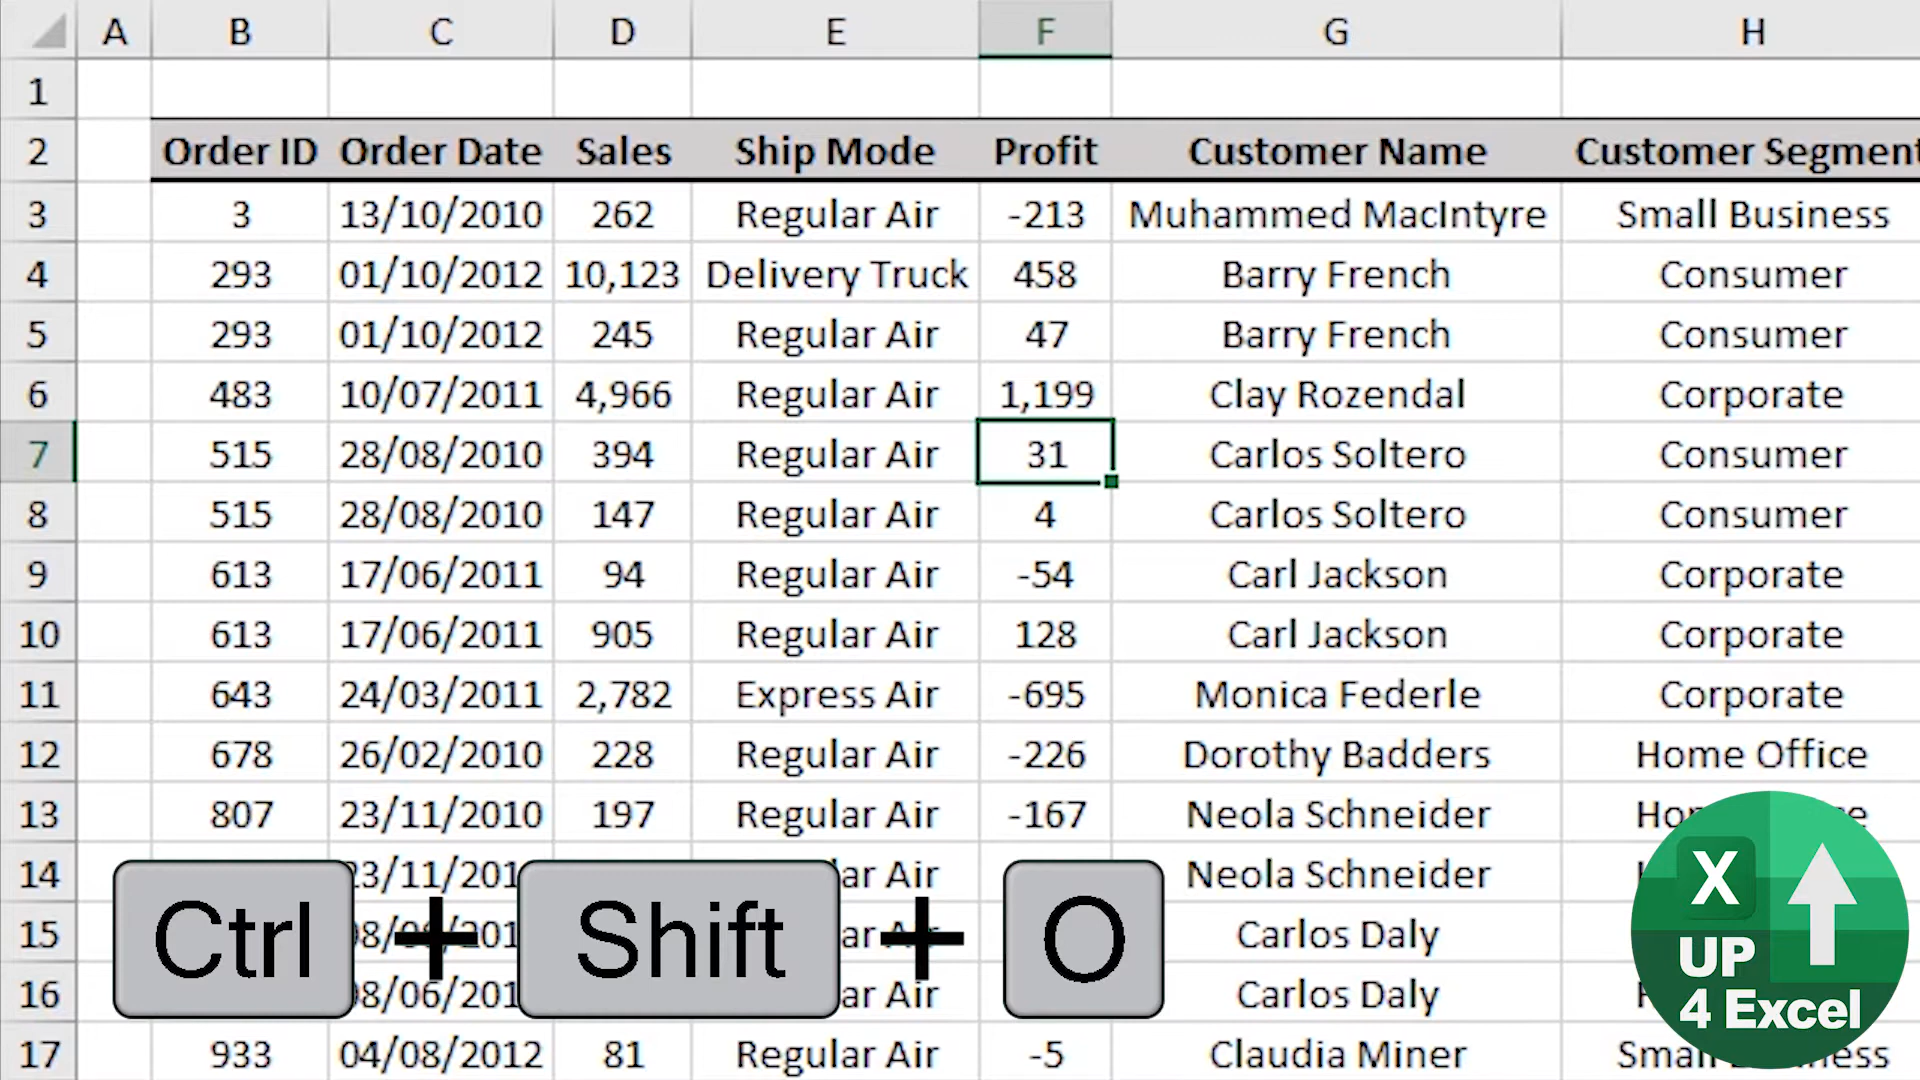 A B C D E F G H
1
2 Order ID Order Date Sales Ship Mode Profit Customer Name Customer Segment
3 3 13/10/2010 262 Regular Air -213 Muhammed MacIntyre Small Business
4 293 01/10/2012 10,123 Delivery Truck 458 Barry French Consumer
5 293 01/10/2012 245 Regular Air 47 Barry French Consumer
6 483 10/07/2011 4,966 Regular Air 1,199 Clay Rozendal Corporate
7 515 28/08/2010 394 Regular Air 31 Carlos Soltero Consumer
8 515 28/08/2010 147 Regular Air 4 Carlos Soltero Consumer
9 613 17/06/2011 94 Regular Air -54 Carl Jackson Corporate
10 613 17/06/2011 905 Regular Air 128 Carl Jackson Corporate
11 643 24/03/2011 2,782 Express Air -695 Monica Federle Corporate
12 678 26/02/2010 228 Regular Air -226 Dorothy Badders Home Office
13 807 23/11/2010 197 Regular Air -167 Neola Schneider
14 Air Neola Schneider
15 Carlos Daly
16 Air Carlos Daly
17 933 04/08/2012 81 Regular Air -5 Claudia Miner
Ctrl + Shift + O
X
UP
4 Excel